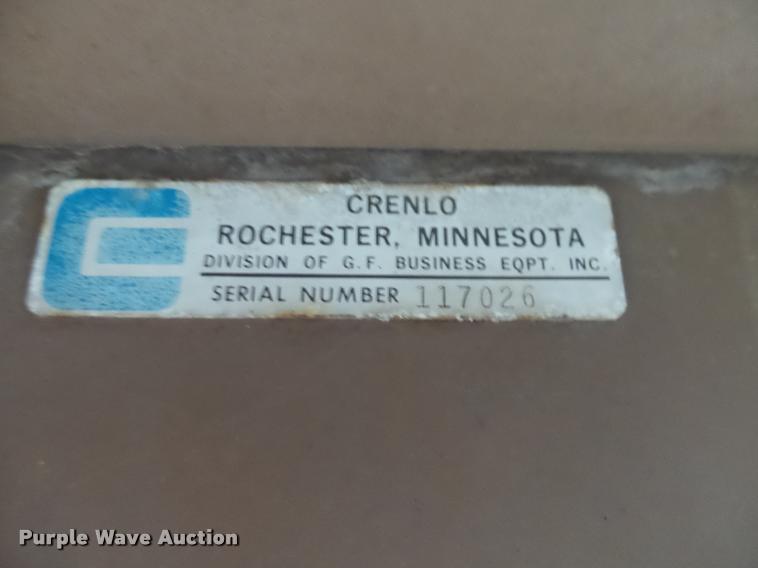 CRENLO
ROCHESTER, MINNESOTA
DIVISION OF G.F. BUSINESS EQPT. INC.
SERIAL NUMBER 117026
Purple Wave Auction